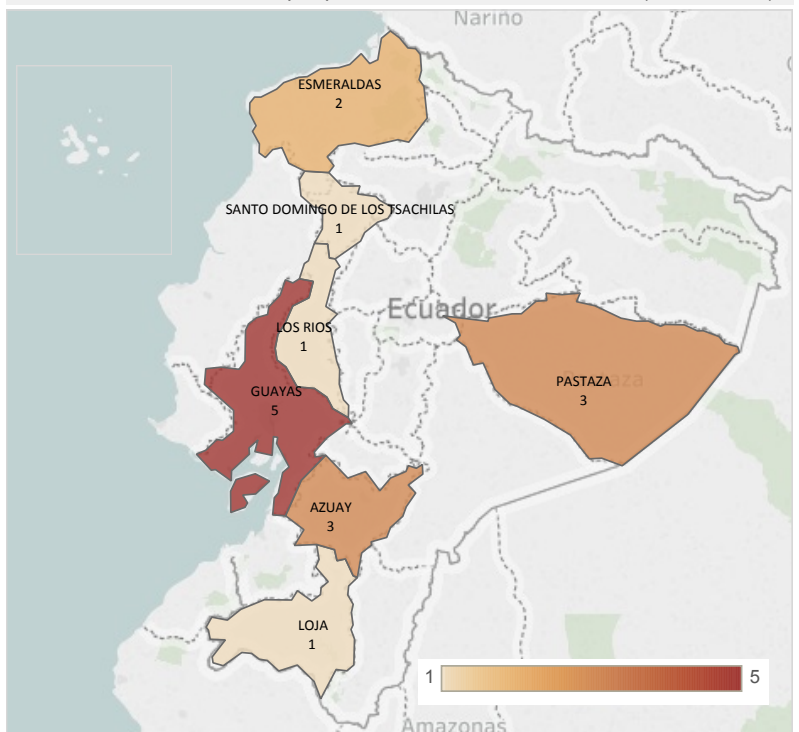 Nariño
ESMERALDAS
2
SANTO DOMINGO DE LOS TSACHILAS
1
Ecuador
LOS RIOS
1
GUAYAS
5
PASTAZA
3
AZUAY
3
LOJA
1
1
5
Amazonas